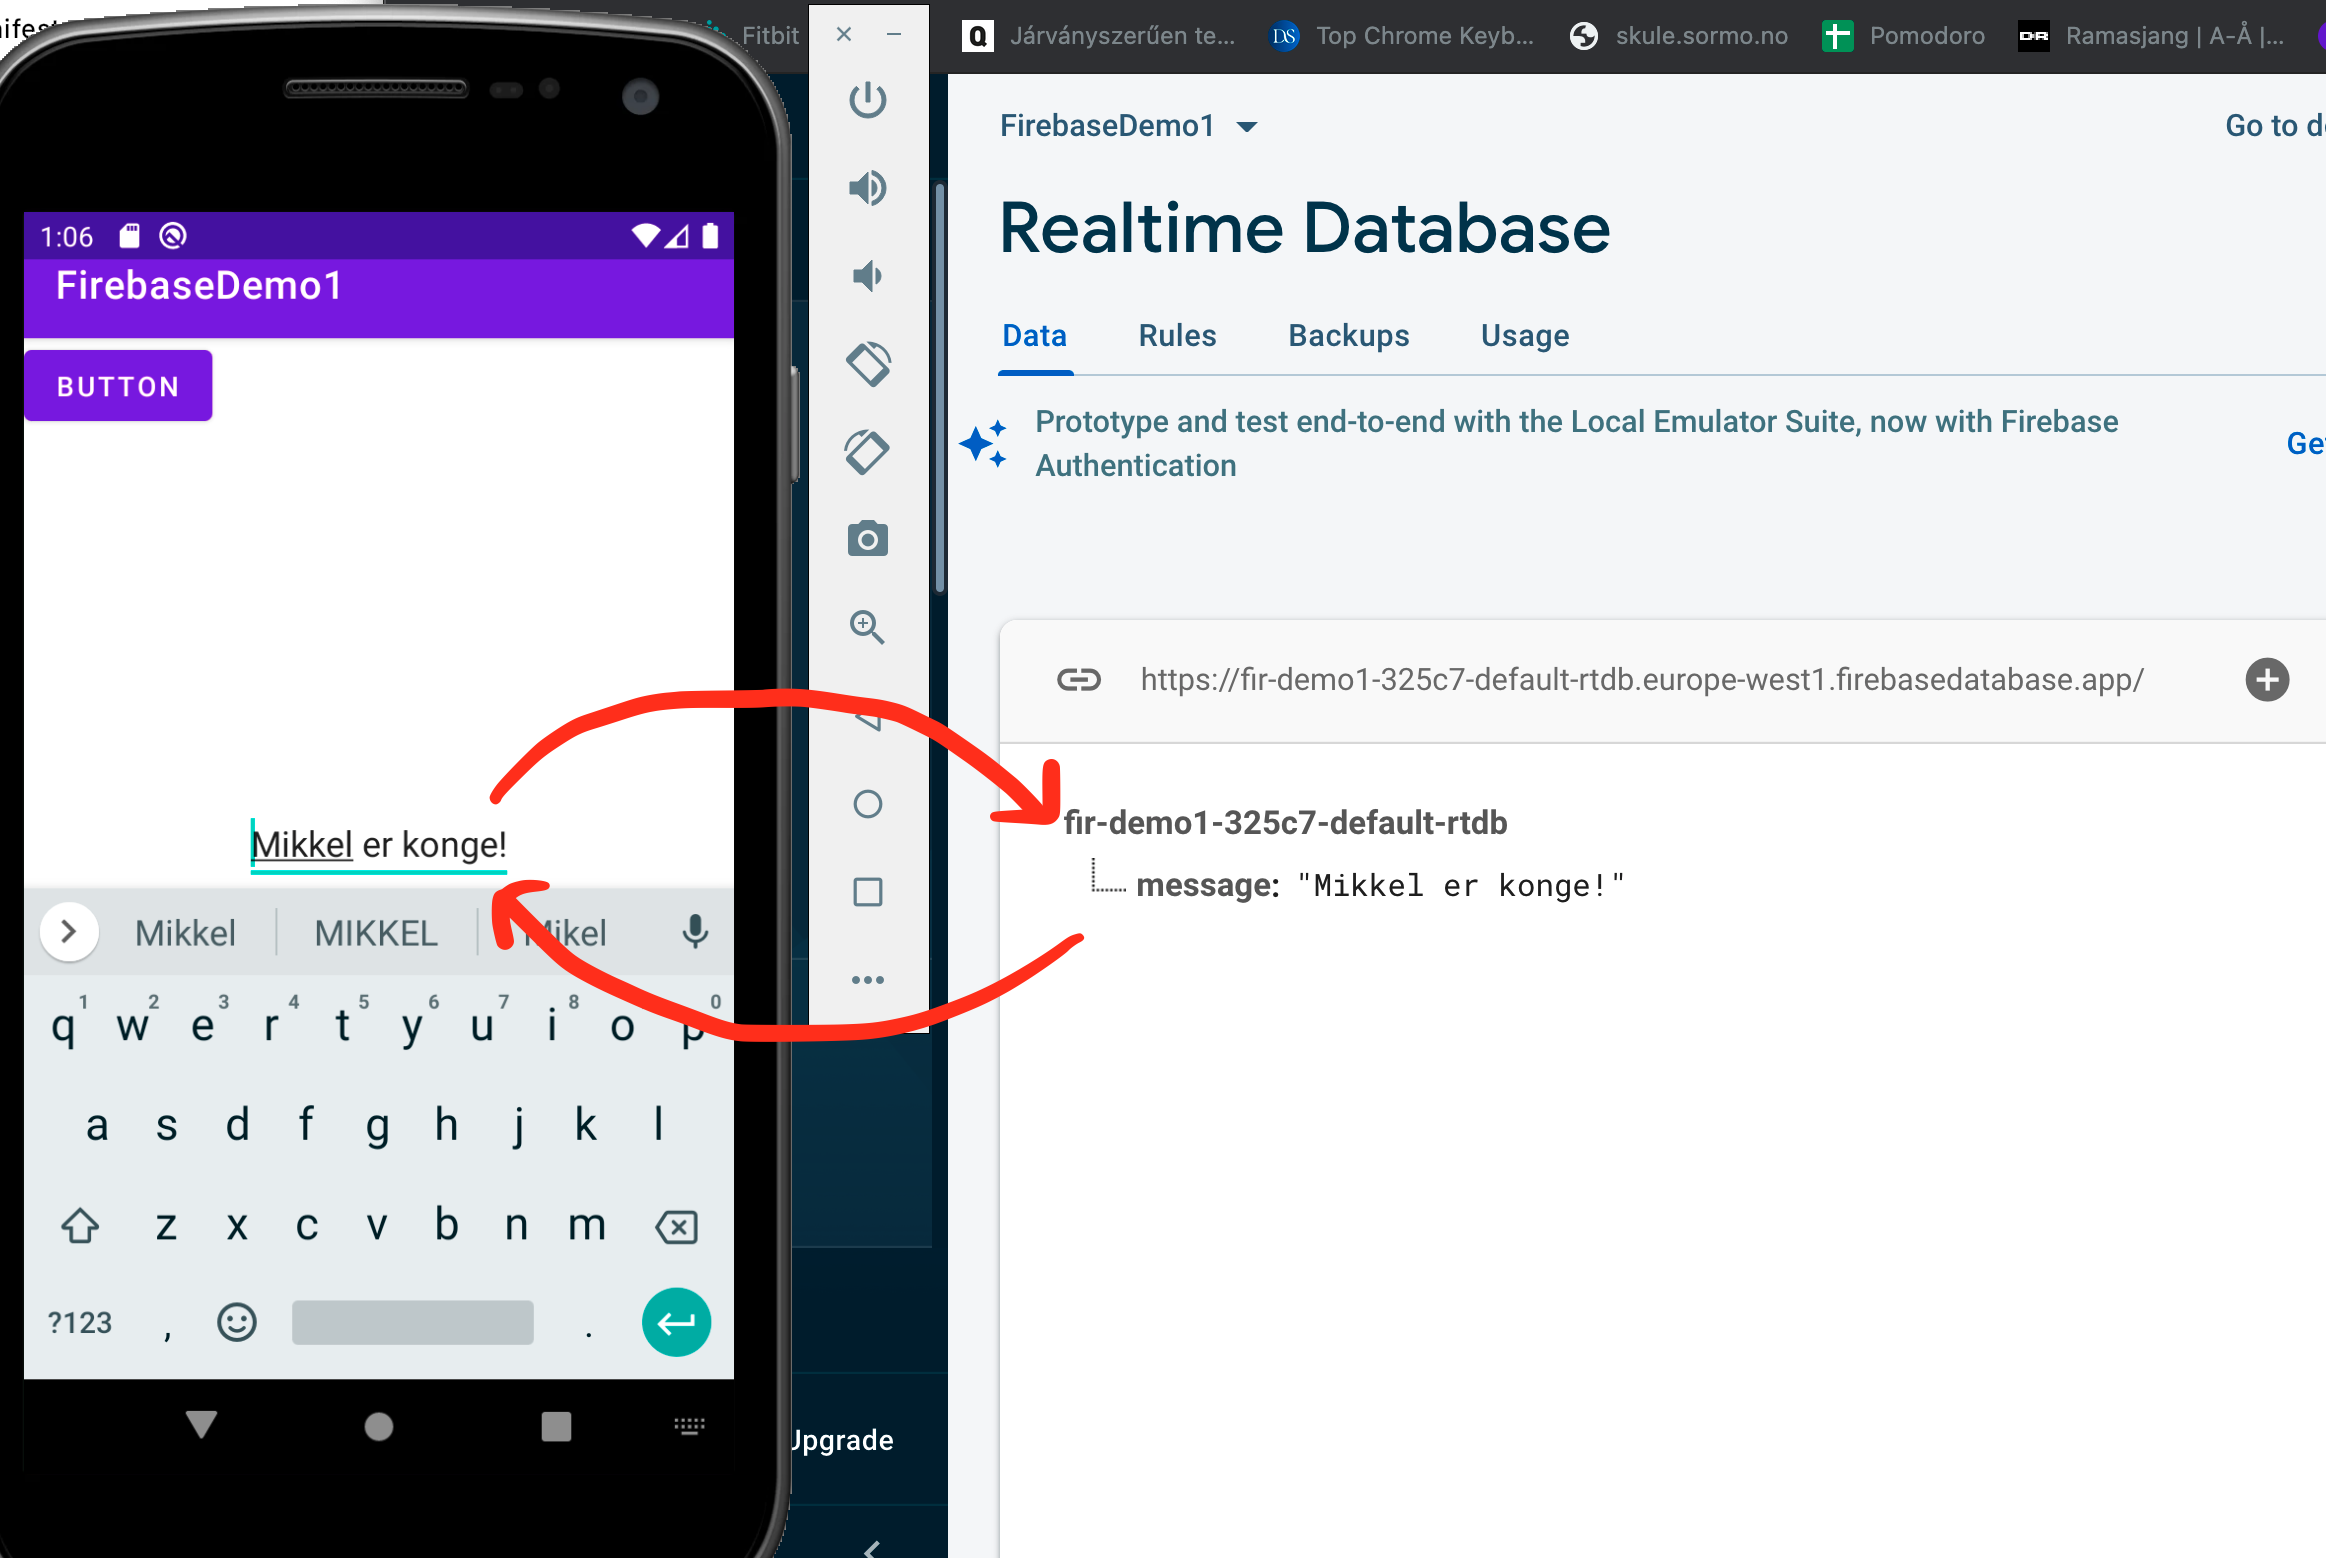 Fitbit
Járványszerűen te...
DS
Top Chrome Keyb...
skule.sormo.no
Pomodoro
DR
Ramasjang | A-Å |...
FirebaseDemo1
Go to d
Realtime Database
Data
Rules
Backups
Usage
Prototype and test end-to-end with the Local Emulator Suite, now with Firebase
Authentication
Ge
https://fir-demo1-325c7-default-rtdb.europe-west1.firebasedatabase.app/
fir-demo1-325c7-default-rtdb
message: "Mikkel er konge!"
1:06
FirebaseDemo1
BUTTON
Mikkel er konge!
Mikkel
MIKKEL
Mikel
1 2 3 4 5 6 7 8 0
q w e r t y u i o p
a s d f g h j k l
z x c v b n m
?123 , .
Upgrade